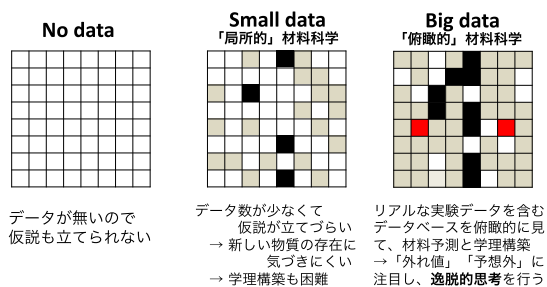 No data
データが無いので
仮説も立てられない
Small data
「局所的」材料科学
データ数が少なくて
仮説が立てづらい
→ 新しい物質の存在に
気づきにくい
→ 学理構築も困難
Big data
「俯瞰的」材料科学
リアルな実験データを含む
データベースを俯瞰的に見
て、材料予測と学理構築
→「外れ値」「予想外」に
注目し、逸脱的思考を行う